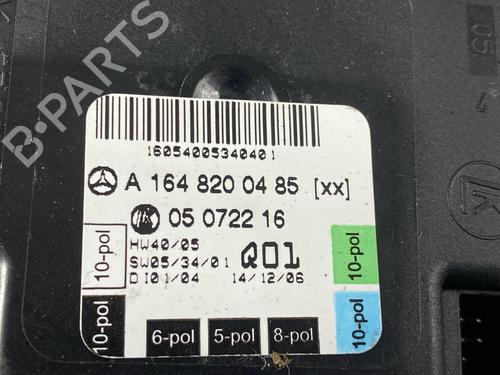 B-PARTS
1605400534040 1
A 164 820 04 85 [xx]
05 0722 16
HW40/05
SW05/34/01
DI01/04
Q01
14/12/06
10-pol
10-pol
10-pol
10-pol
6-pol
5-pol
8-pol